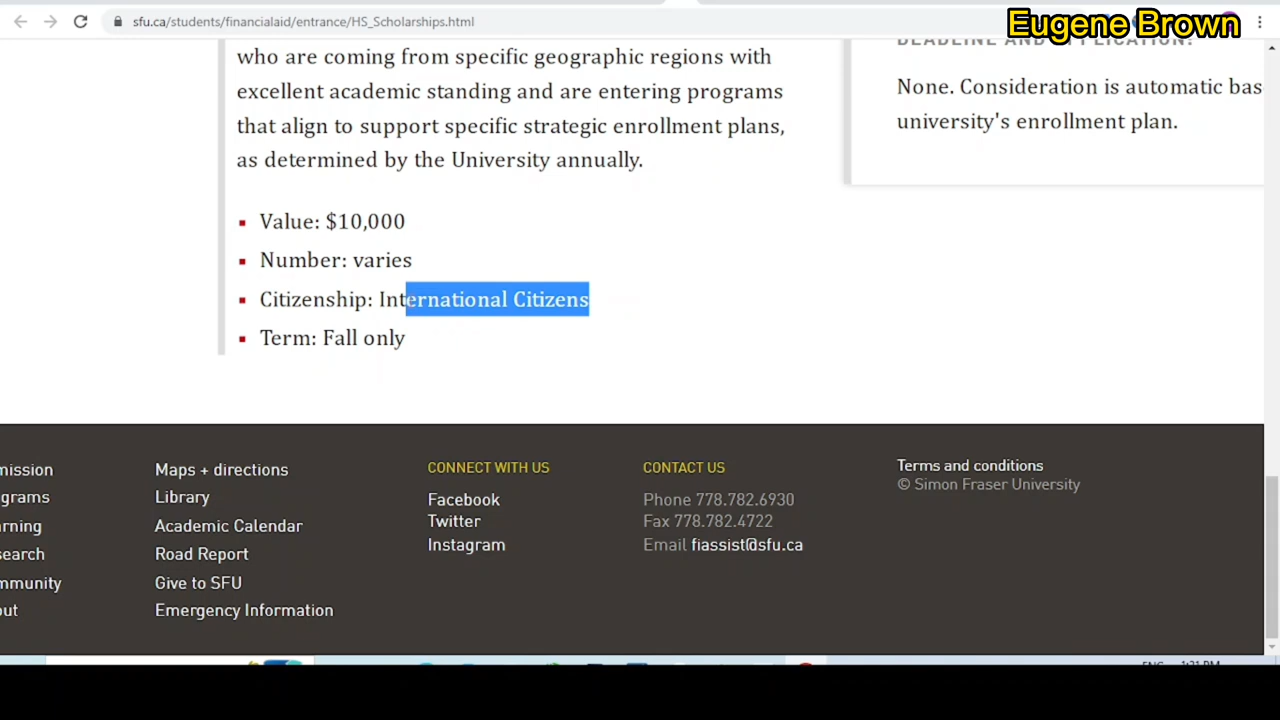 sfu.ca/students/financialaid/entrance/HS_Scholarships.html
Eugene Brown
who are coming from specific geographic regions with
excellent academic standing and are entering programs
that align to support specific strategic enrollment plans,
as determined by the University annually.
Value: $10,000
Number: varies
Citizenship: International Citizens
Term: Fall only
DEADLINE AND APPLICATION:
None. Consideration is automatic bas
university's enrollment plan.
mission
grams
rning
search
mmunity
out
Maps + directions
Library
Academic Calendar
Road Report
Give to SFU
Emergency Information
CONNECT WITH US
Facebook
Twitter
Instagram
CONTACT US
Phone 778.782.6930
Fax 778.782.4722
Email fiassist@sfu.ca
Terms and conditions
© Simon Fraser University